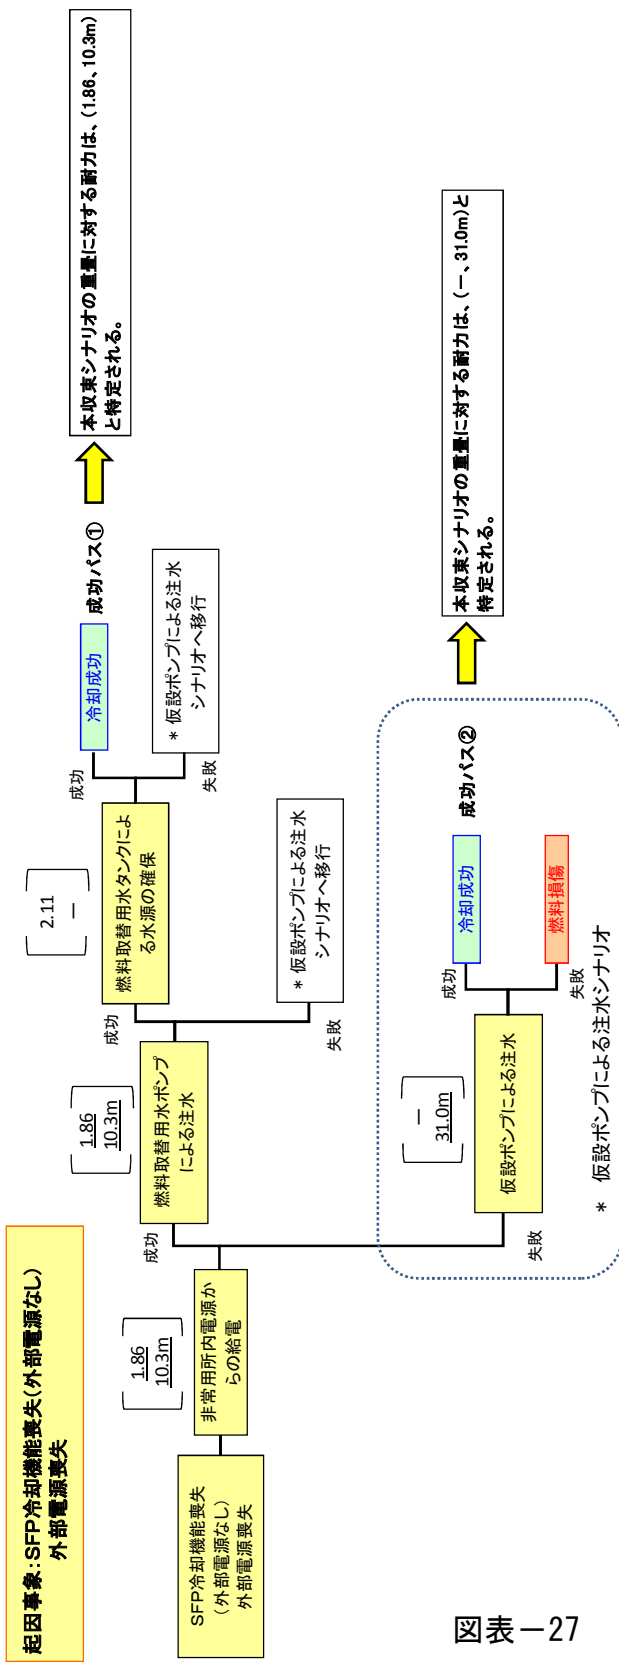 起因事象:SFP冷却機能喪失(外部電源なし)
外部電源喪失
SFP冷却機能喪失
(外部電源なし)
外部電源喪失
1.86
10.3m
非常用所内電源か
らの給電
成功
失敗
1.86
10.3m
燃料取替用水ポンプ
による注水
成功
失敗
2.11
－
燃料取替用水タンクによ
る水源の確保
成功
失敗
冷却成功
成功パス①
＊仮設ポンプによる注水
シナリオへ移行
＊仮設ポンプによる注水
シナリオへ移行
本収束シナリオの重畳に対する耐力は、(1.86、10.3m)
と特定される。
－
31.0m
仮設ポンプによる注水
成功
失敗
冷却成功
燃料損傷
成功パス②
＊ 仮設ポンプによる注水シナリオ
本収束シナリオの重畳に対する耐力は、(－、31.0m)と
特定される。
図表－27